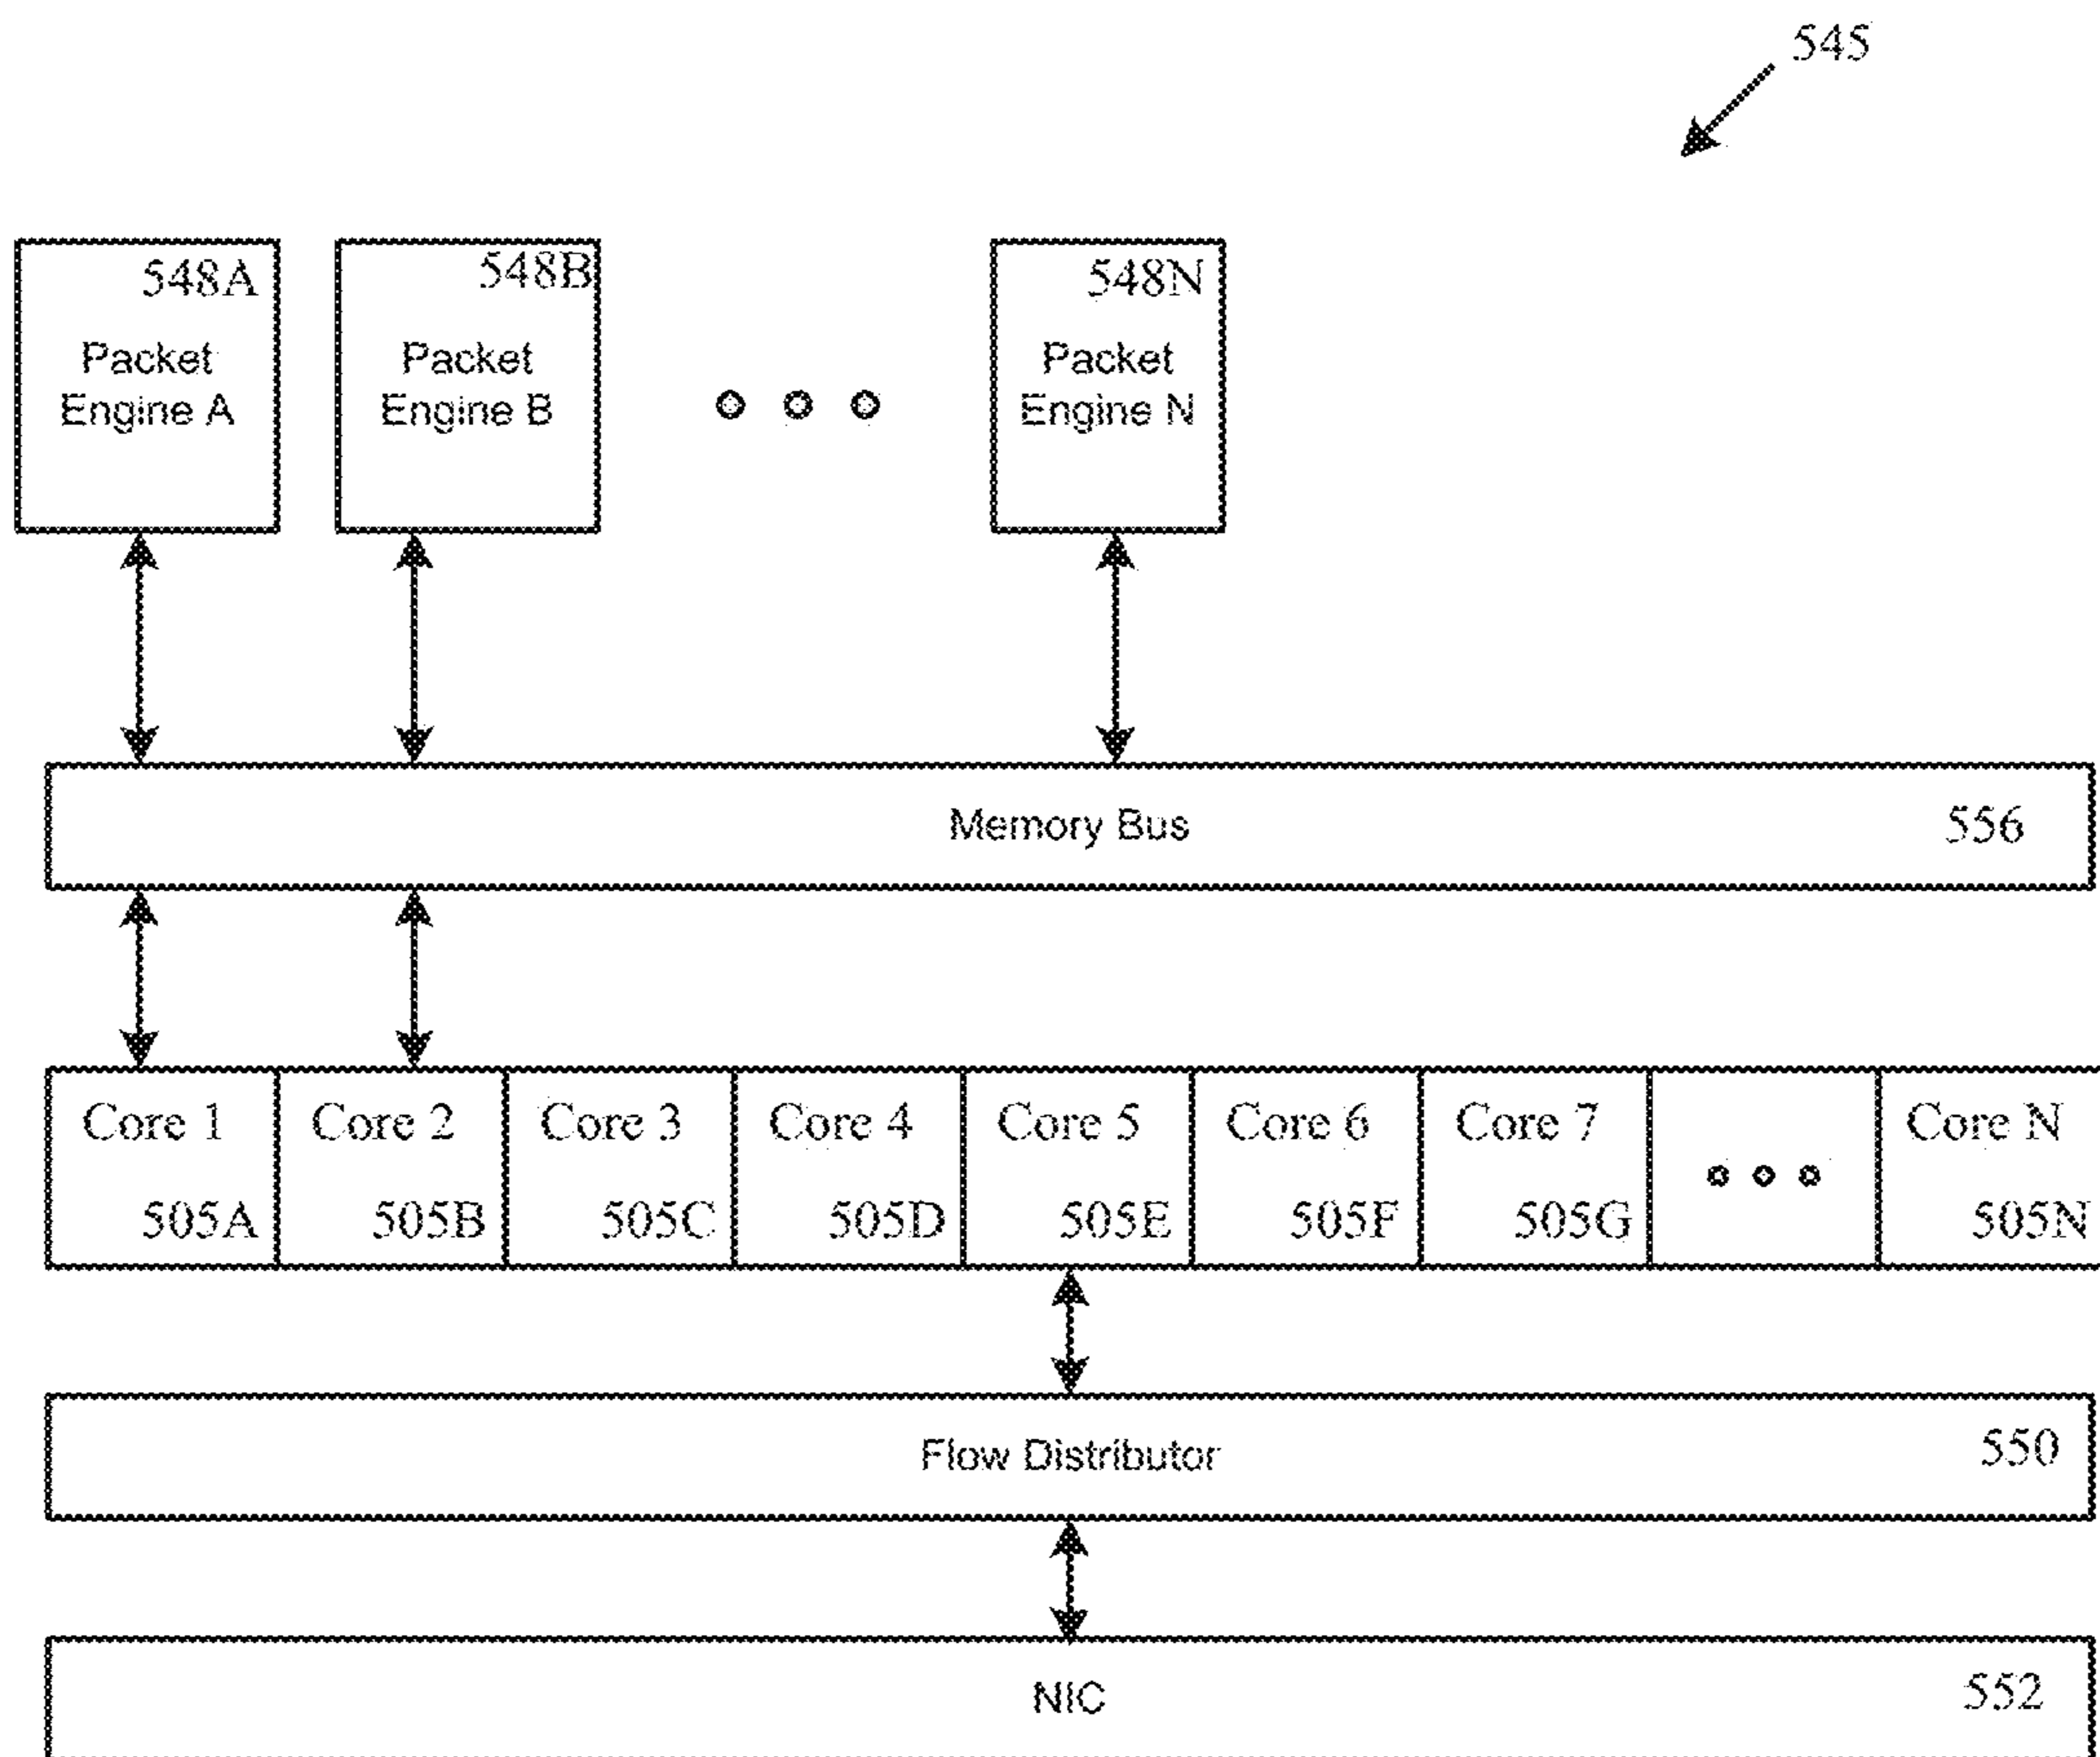 545
548A
Packet
Engine A
548B
Packet
Engine B
548N
Packet
Engine N
Memory Bus 556
Core 1 Core 2 Core 3 Core 4 Core 5 Core 6 Core 7 Core N
505A 505B 505C 505D 505E 505F 505G 505N
Flow Distributor 550
NIC 552